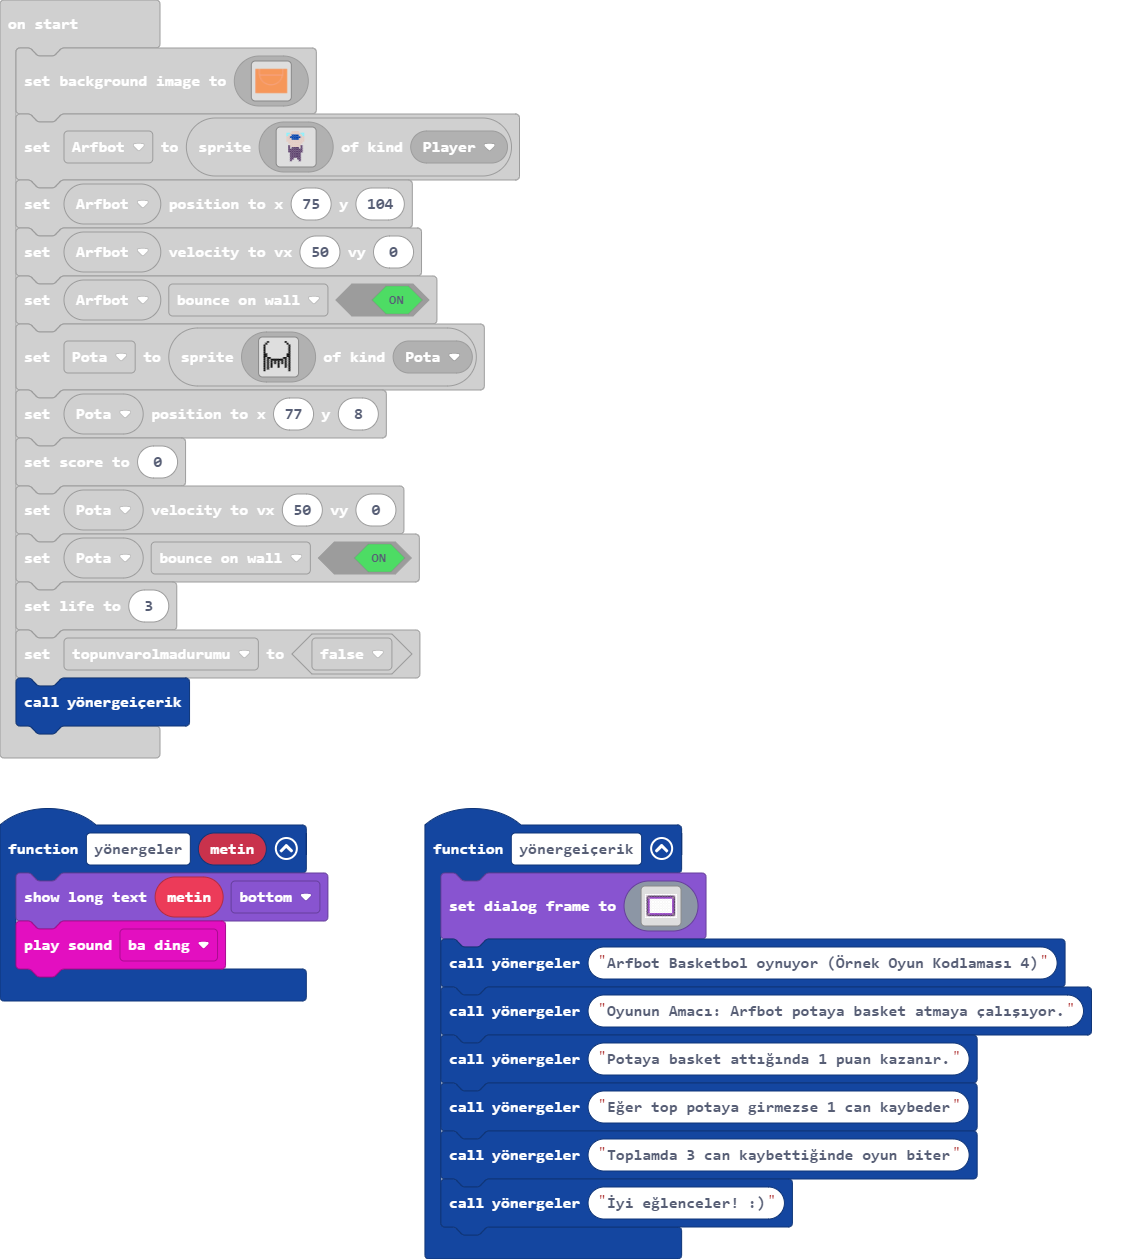 on start
set background image to
set Arfbot to sprite of kind Player
set Arfbot position to x 75 y 104
set Arfbot velocity to vx 50 vy 0
set Arfbot bounce on wall ON
set Pota to sprite of kind Pota
set Pota position to x 77 y 8
set score to 0
set Pota velocity to vx 50 vy 0
set Pota bounce on wall ON
set life to 3
set topunvarolmadurumu to false
call yönergeiçerik
function yönergeler metin
show long text metin bottom
play sound ba ding
function yönergeiçerik
set dialog frame to
call yönergeler "Arfbot Basketbol oynuyor (Örnek Oyun Kodlaması 4)"
call yönergeler "Oyunun Amacı: Arfbot potaya basket atmaya çalışıyor."
call yönergeler "Potaya basket attığında 1 puan kazanır."
call yönergeler "Eğer top potaya girmezse 1 can kaybeder"
call yönergeler "Toplamda 3 can kaybettiğinde oyun biter"
call yönergeler "İyi eğlenceler! :)"